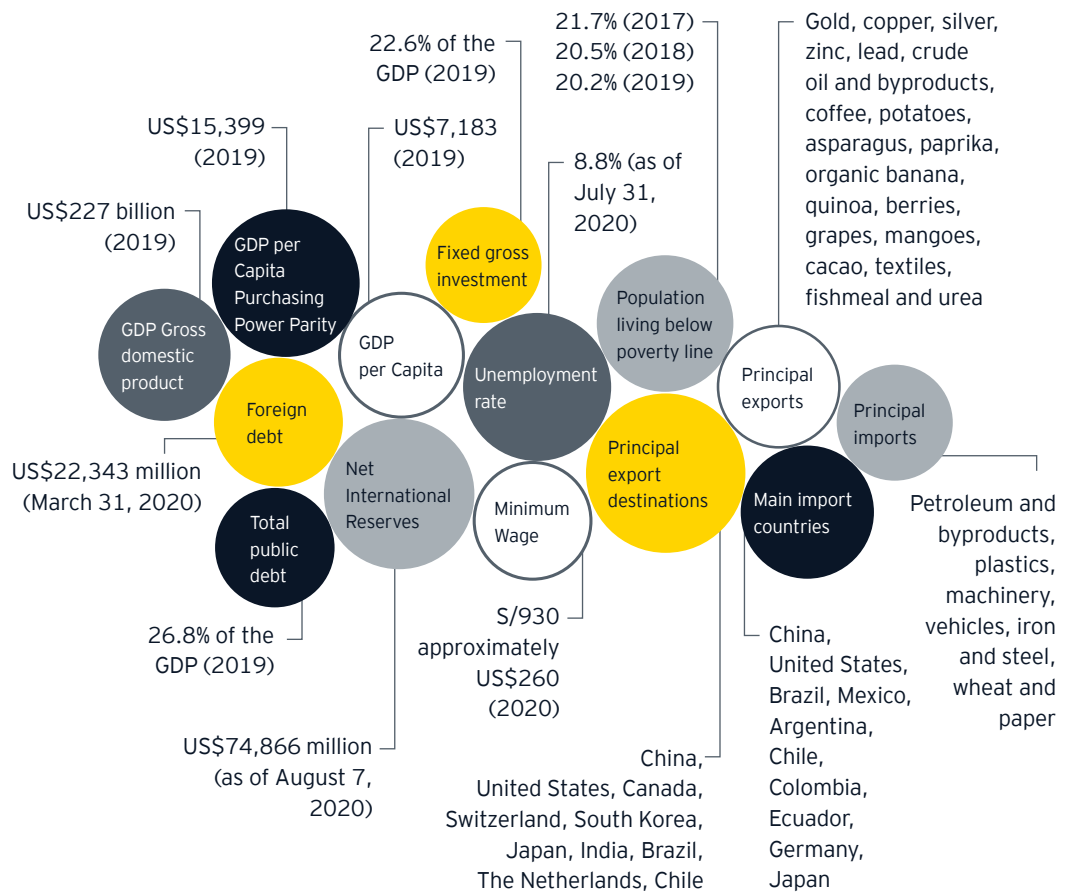 US$227 billion
(2019)
GDP Gross
domestic
product
US$15,399
(2019)
GDP per
Capita
Purchasing
Power Parity
US$7,183
(2019)
GDP
per Capita
22.6% of the
GDP (2019)
Fixed gross
investment
8.8% (as of
July 31,
2020)
Unemployment
rate
21.7% (2017)
20.5% (2018)
20.2% (2019)
Population
living below
poverty line
Gold, copper, silver,
zinc, lead, crude
oil and byproducts,
coffee, potatoes,
asparagus, paprika,
organic banana,
quinoa, berries,
grapes, mangoes,
cacao, textiles,
fishmeal and urea
Principal
exports
Principal
imports
Petroleum and
byproducts,
plastics,
machinery,
vehicles, iron
and steel,
wheat and
paper
Foreign
debt
US$22,343 million
(March 31, 2020)
Total
public
debt
26.8% of the
GDP (2019)
Net
International
Reserves
US$74,866 million
(as of August 7,
2020)
Minimum
Wage
S/930
approximately
US$260
(2020)
Principal
export
destinations
China,
United States, Canada,
Switzerland, South Korea,
Japan, India, Brazil,
The Netherlands, Chile
Main import
countries
China,
United States,
Brazil, Mexico,
Argentina,
Chile,
Colombia,
Ecuador,
Germany,
Japan